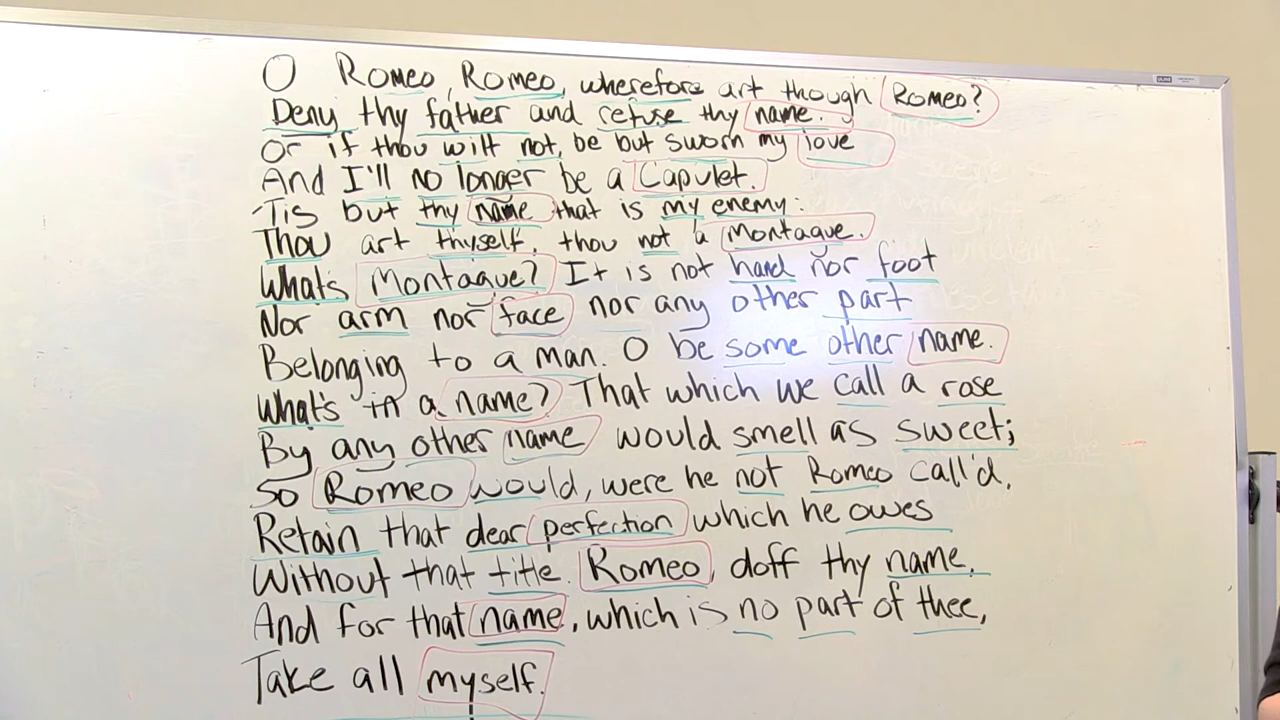 O Romeo, Romeo, wherefore art though Romeo?
Deny thy father and refuse thy name.
Or if thou wilt not, be but sworn my love
And I'll no longer be a Capulet.
'Tis but thy name that is my enemy:
Thou art thyself, thou not a Montague.
What's Montague? It is not hand nor foot
Nor arm nor face nor any other part
Belonging to a man. O be some other name.
What's in a name? That which we call a rose
By any other name would smell as sweet;
So Romeo would, were he not Romeo call'd,
Retain that dear perfection which he owes
Without that title. Romeo, doff thy name,
And for that name, which is no part of thee,
Take all myself.